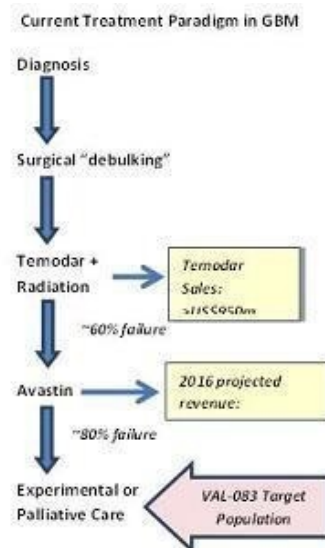 Current Treatment Paradigm in GBM
Diagnosis
Surgical "debulking"
Temodar +
Radiation
Temodar
Sales:
~60% failure
Avastin
2016 projected
revenue:
~80% failure
Experimental or
Palliative Care
VAL-083 Target
Population